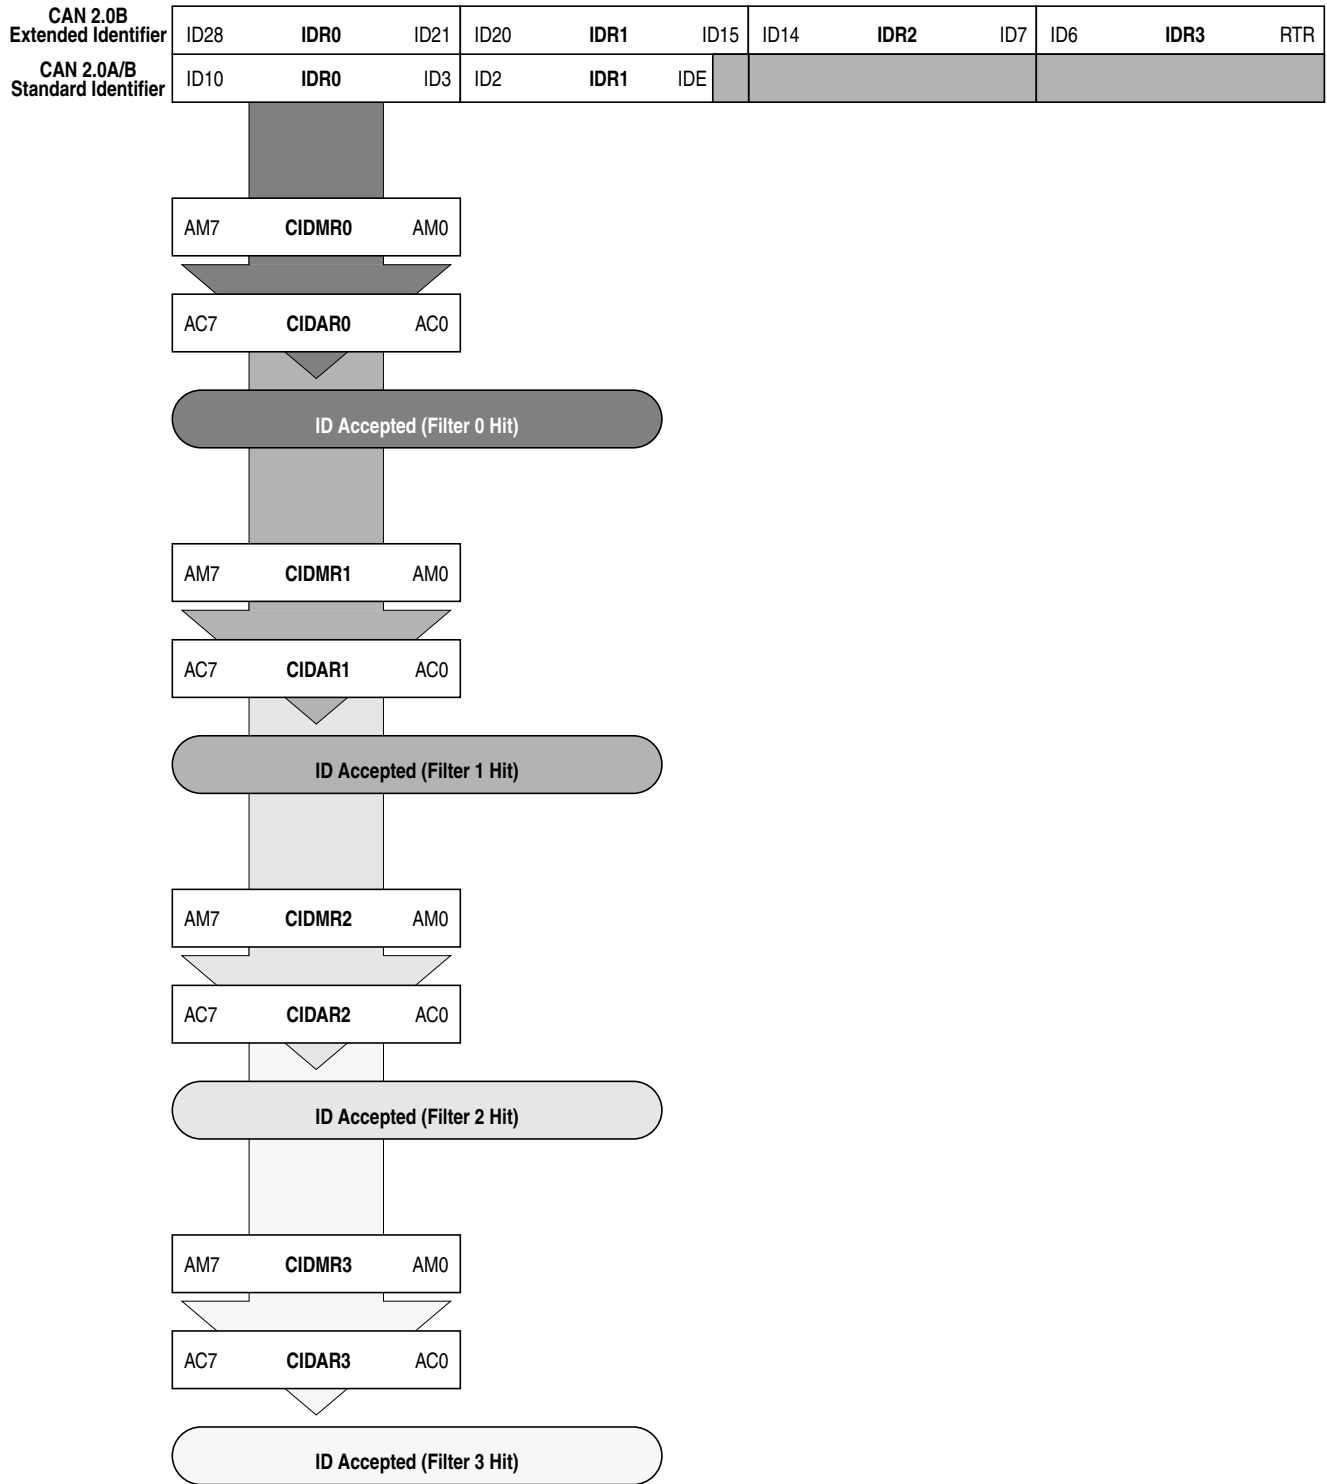 CAN 2.0B
Extended Identifier
ID28 IDR0 ID21 ID20 IDR1 ID15 ID14 IDR2 ID7 ID6 IDR3 RTR
CAN 2.0A/B
Standard Identifier
ID10 IDR0 ID3 ID2 IDR1 IDE
AM7 CIDMR0 AM0
AC7 CIDAR0 AC0
ID Accepted (Filter 0 Hit)
AM7 CIDMR1 AM0
AC7 CIDAR1 AC0
ID Accepted (Filter 1 Hit)
AM7 CIDMR2 AM0
AC7 CIDAR2 AC0
ID Accepted (Filter 2 Hit)
AM7 CIDMR3 AM0
AC7 CIDAR3 AC0
ID Accepted (Filter 3 Hit)